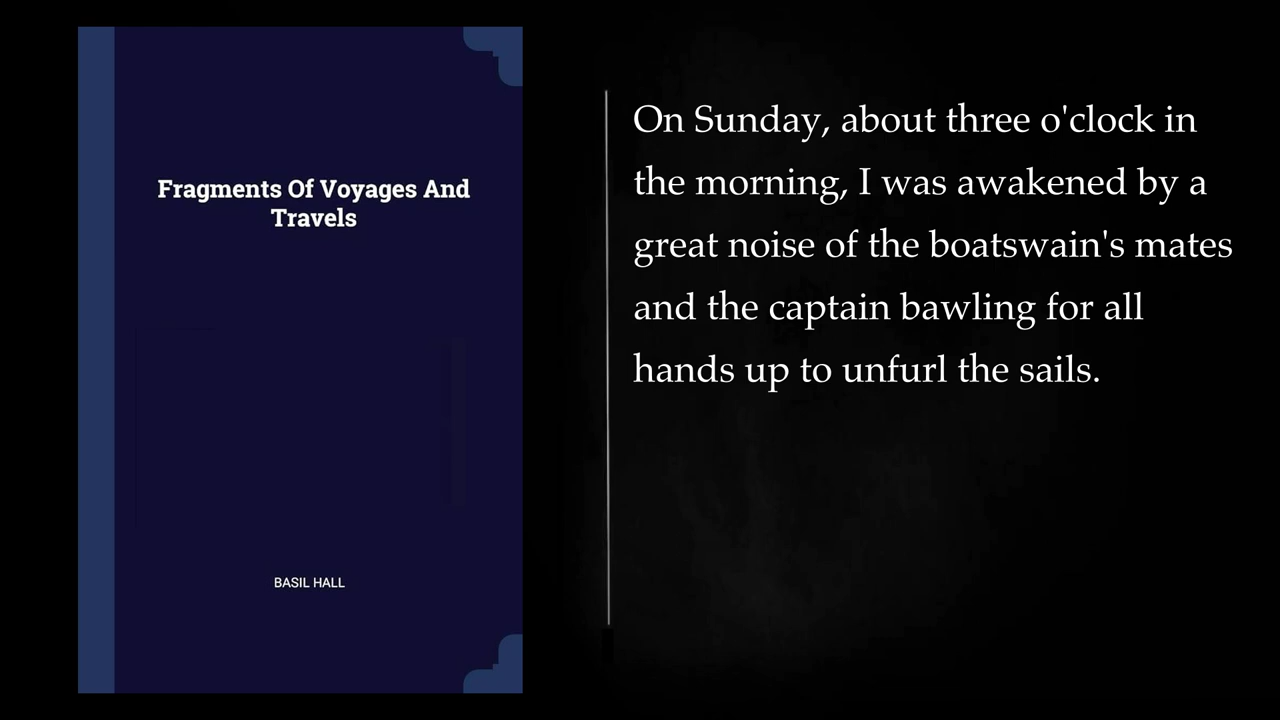 Fragments Of Voyages And
Travels
BASIL HALL
On Sunday, about three o'clock in
the morning, I was awakened by a
great noise of the boatswain's mates
and the captain bawling for all
hands up to unfurl the sails.